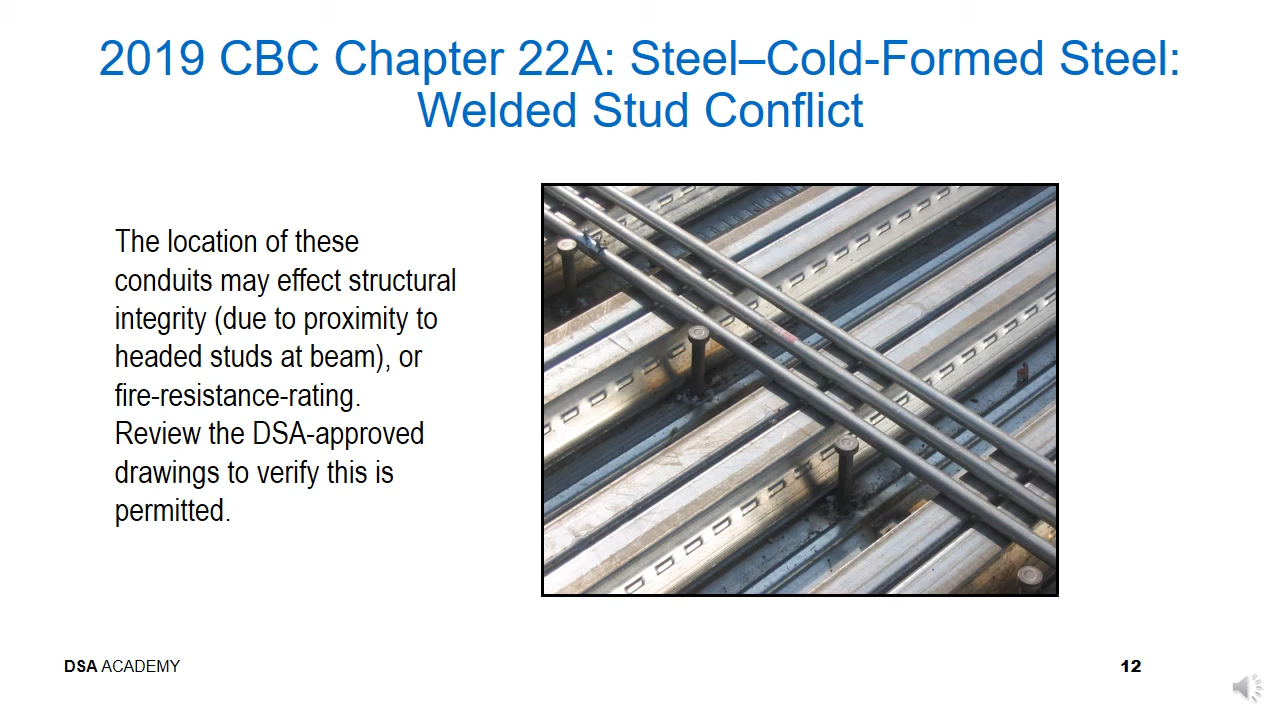 2019 CBC Chapter 22A: Steel–Cold-Formed Steel:
Welded Stud Conflict
The location of these
conduits may effect structural
integrity (due to proximity to
headed studs at beam), or
fire-resistance-rating.
Review the DSA-approved
drawings to verify this is
permitted.
DSA ACADEMY
12